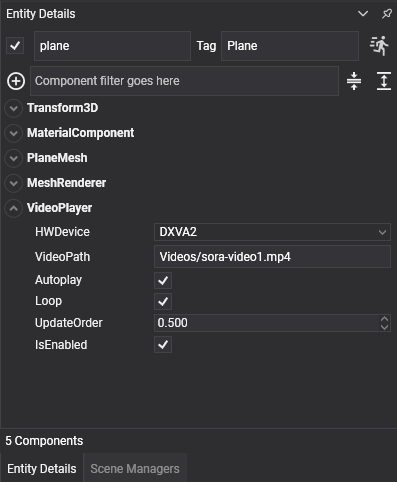 Entity Details
plane Tag Plane
Component filter goes here
Transform3D
MaterialComponent
PlaneMesh
MeshRenderer
VideoPlayer
HWDevice DXVA2
VideoPath Videos/sora-video1.mp4
Autoplay
Loop
UpdateOrder 0.500
IsEnabled
5 Components
Entity Details Scene Managers